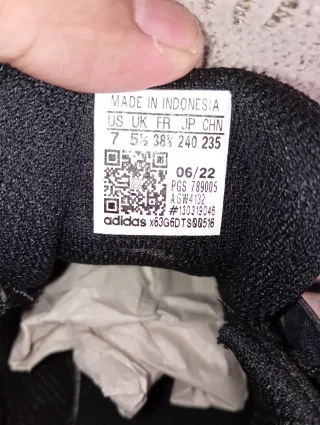 MADE IN INDONESIA
US UK FR JP CHN
7 5½ 38⅔ 240 235
06/22
PGS 789005
AGW4132
#130319046
adidas x63G6DTS00516